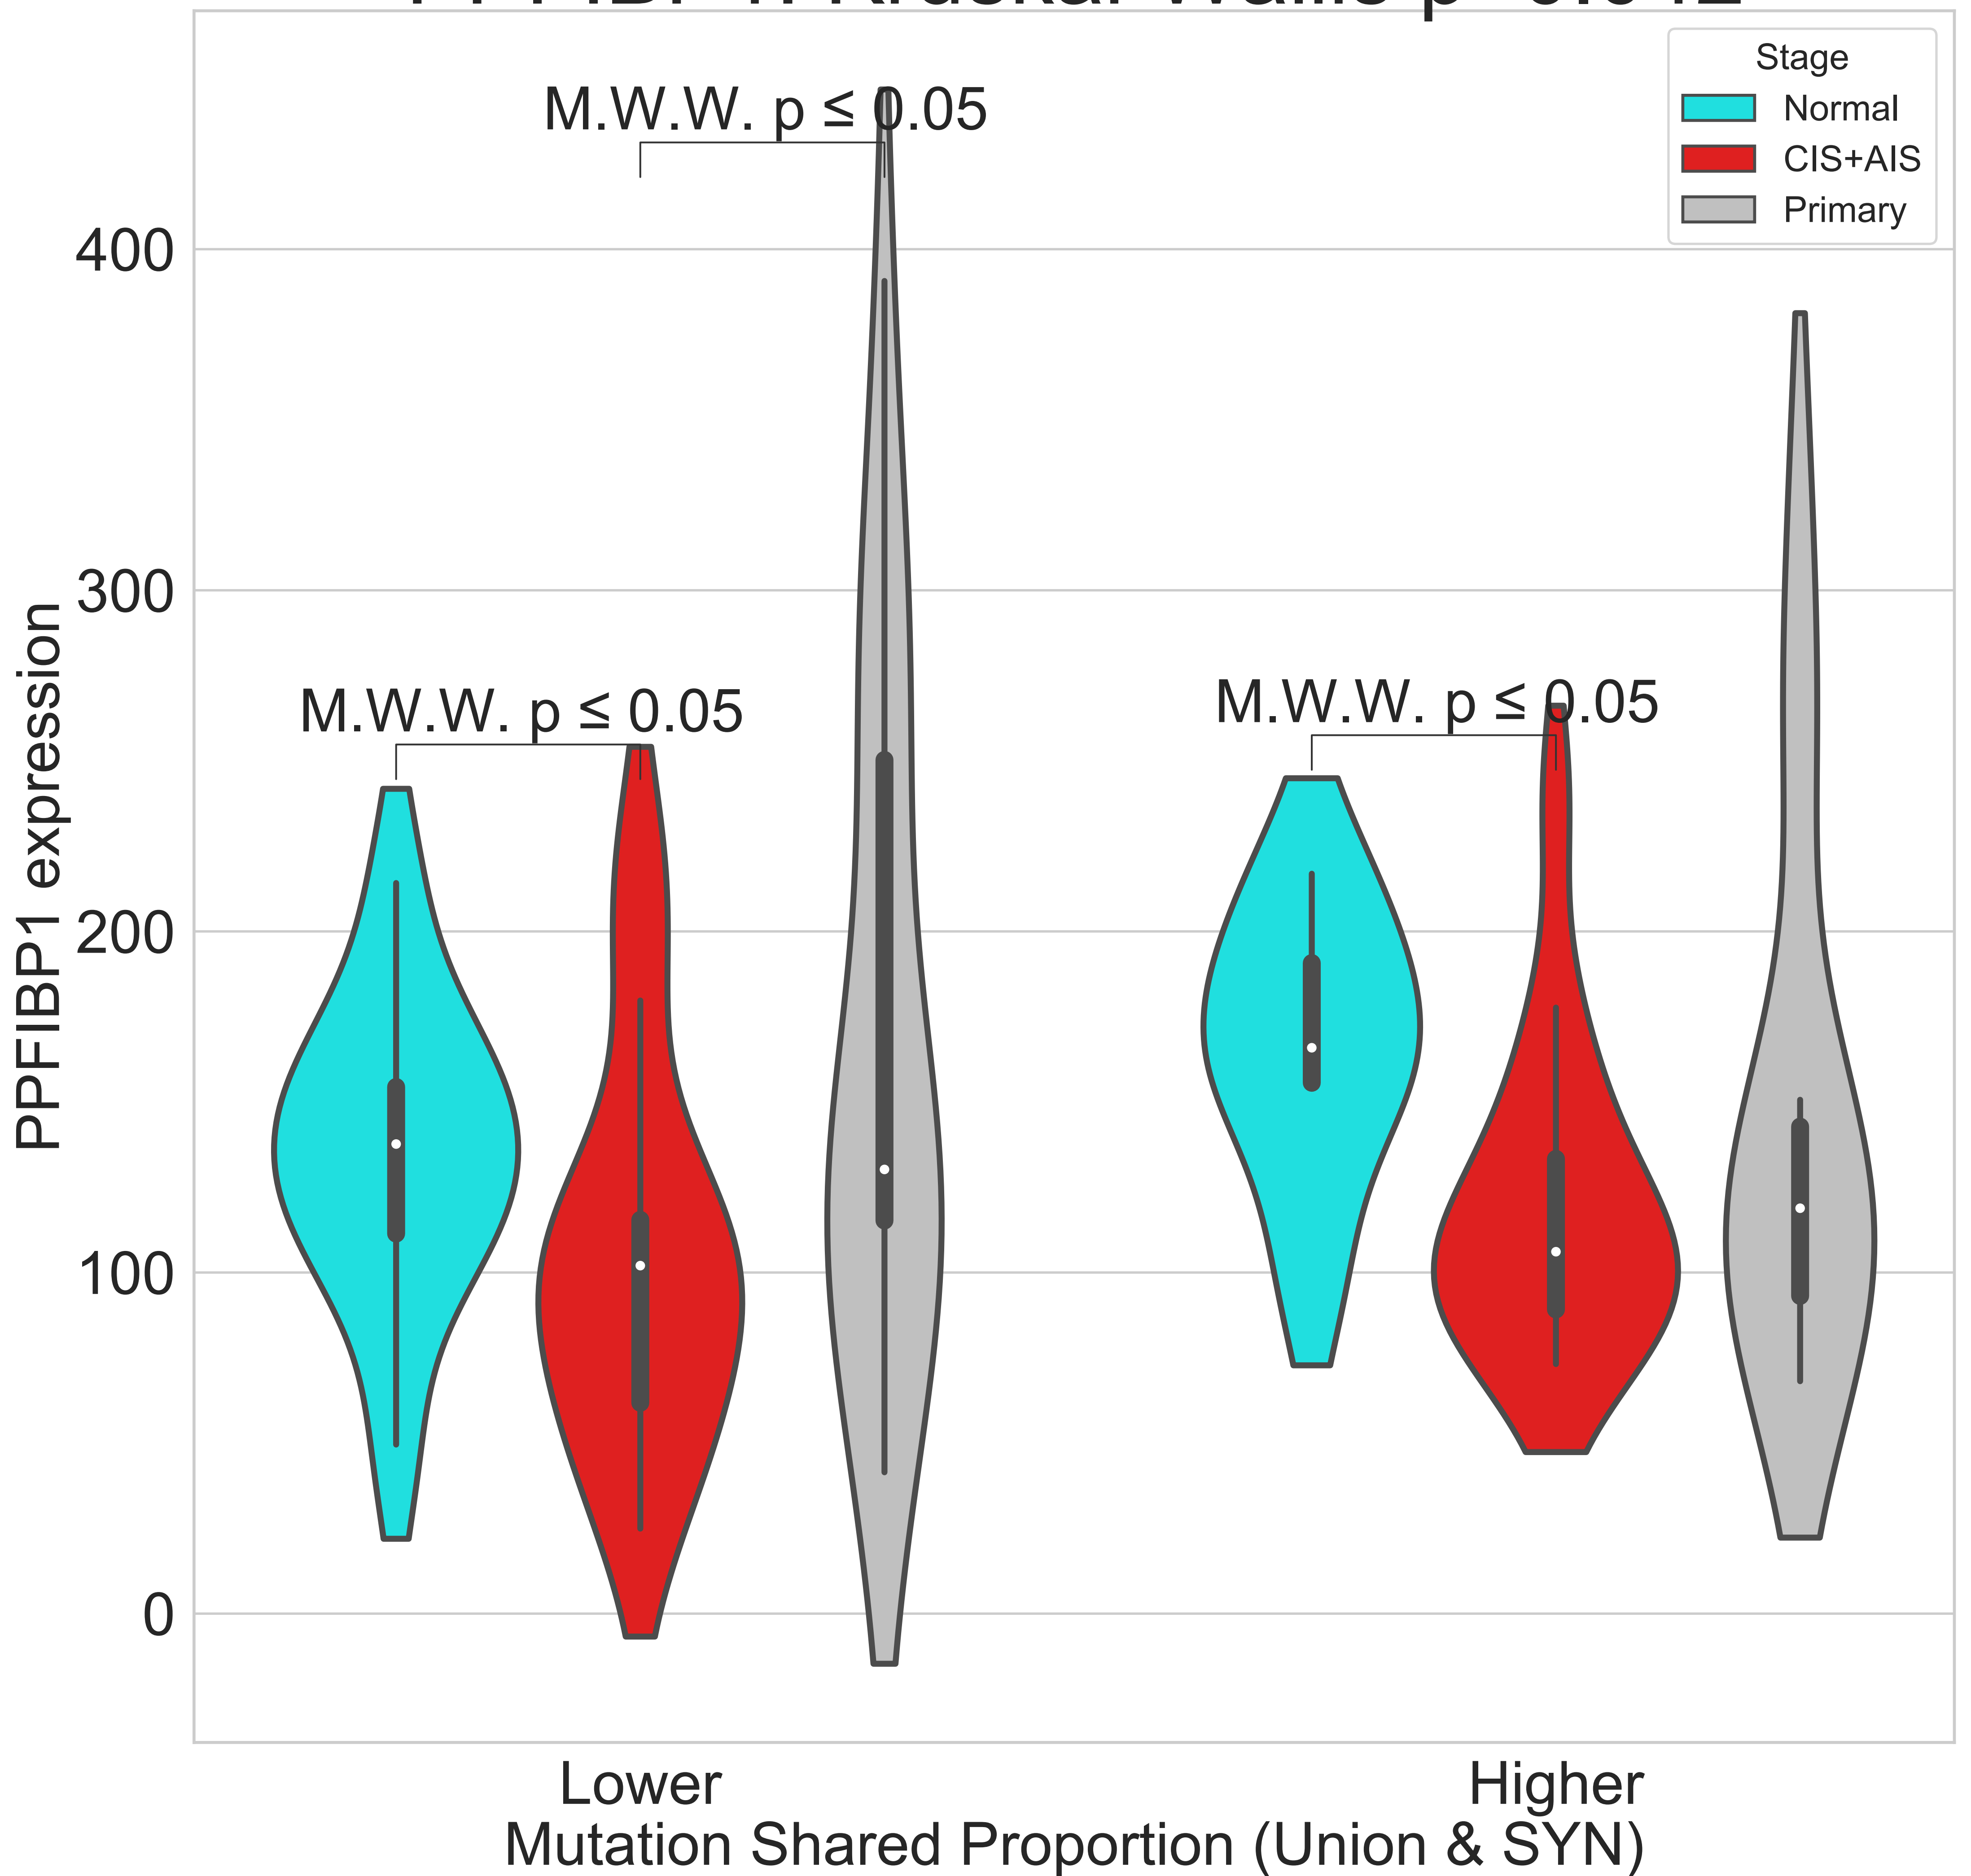 Stage
Normal
CIS+AIS
Primary
M.W.W. p ≤ 0.05
M.W.W. p ≤ 0.05
M.W.W. p ≤ 0.05
400
300
200
100
0
PPFIBP1 expression
Lower
Higher
Mutation Shared Proportion (Union & SYN)